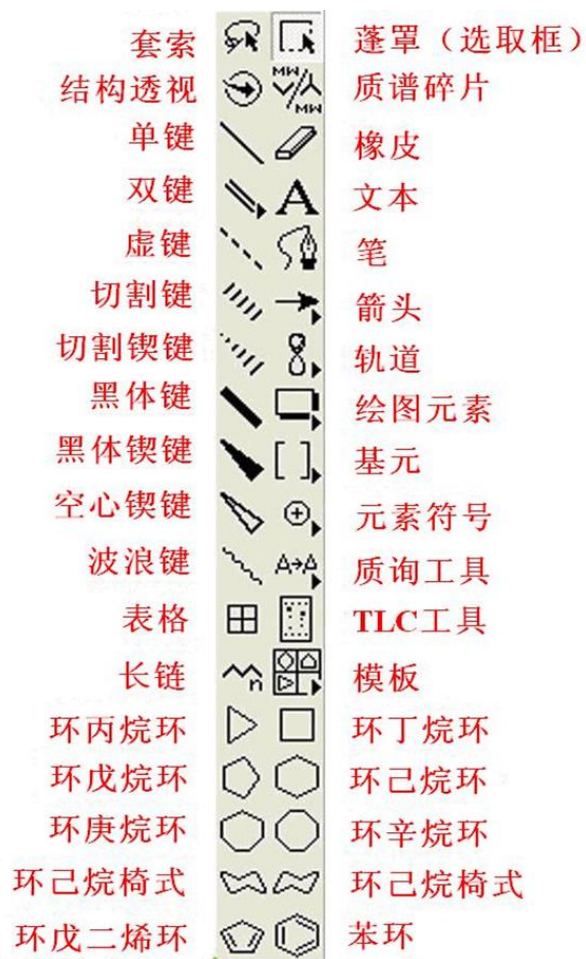 套索 蓬罩（选取框）
结构透视 MW MW 质谱碎片
单键 橡皮
双键 A 文本
虚键 笔
切割键 箭头
切割锲键 轨道
黑体键 绘图元素
黑体锲键 [ ] 基元
空心锲键 元素符号
波浪键 A→A 质询工具
表格 TLC工具
长链 n 模板
环丙烷环 环丁烷环
环戊烷环 环己烷环
环庚烷环 环辛烷环
环己烷椅式 环己烷椅式
环戊二烯环 苯环